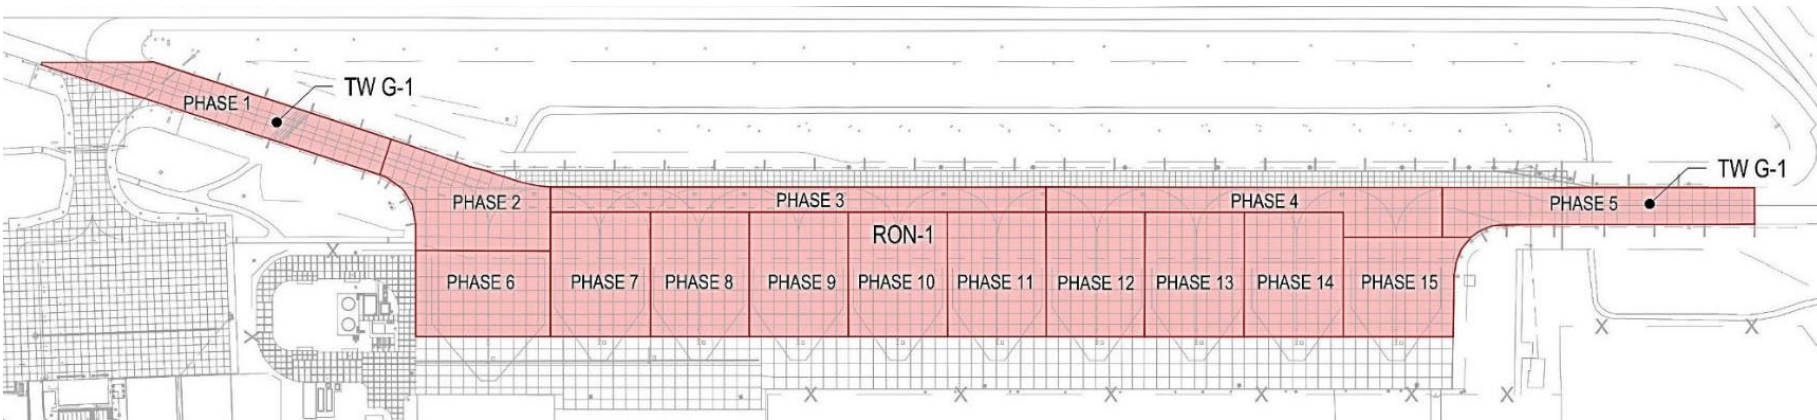 TW G-1
PHASE 1
TW G-1
PHASE 2
PHASE 3
PHASE 4
PHASE 5
RON-1
PHASE 6
PHASE 7
PHASE 8
PHASE 9
PHASE 10
PHASE 11
PHASE 12
PHASE 13
PHASE 14
PHASE 15